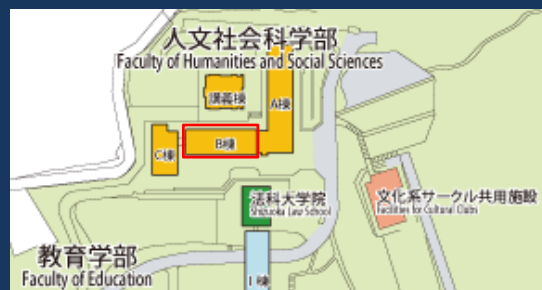 人文社会科学部
Faculty of Humanities and Social Sciences
講義棟
A棟
B棟
C棟
法科大学院
Shizuoka Law School
文化系サークル共用施設
Facilities for Cultural Clubs
教育学部
Faculty of Education
I棟